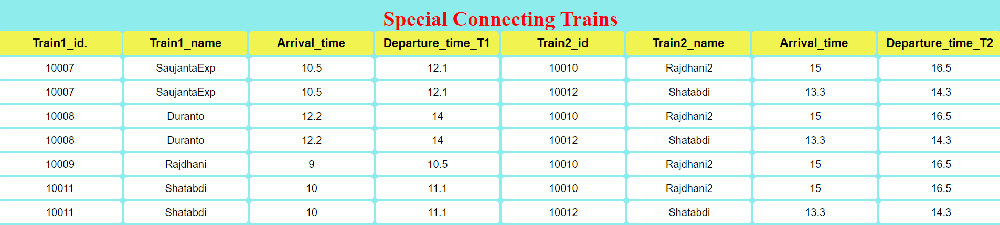 Special Connecting Trains
Train1_id. Train1_name Arrival_time Departure_time_T1 Train2_id Train2_name Arrival_time Departure_time_T2
10007 SaujantaExp 10.5 12.1 10010 Rajdhani2 15 16.5
10007 SaujantaExp 10.5 12.1 10012 Shatabdi 13.3 14.3
10008 Duranto 12.2 14 10010 Rajdhani2 15 16.5
10008 Duranto 12.2 14 10012 Shatabdi 13.3 14.3
10009 Rajdhani 9 10.5 10010 Rajdhani2 15 16.5
10011 Shatabdi 10 11.1 10010 Rajdhani2 15 16.5
10011 Shatabdi 10 11.1 10012 Shatabdi 13.3 14.3